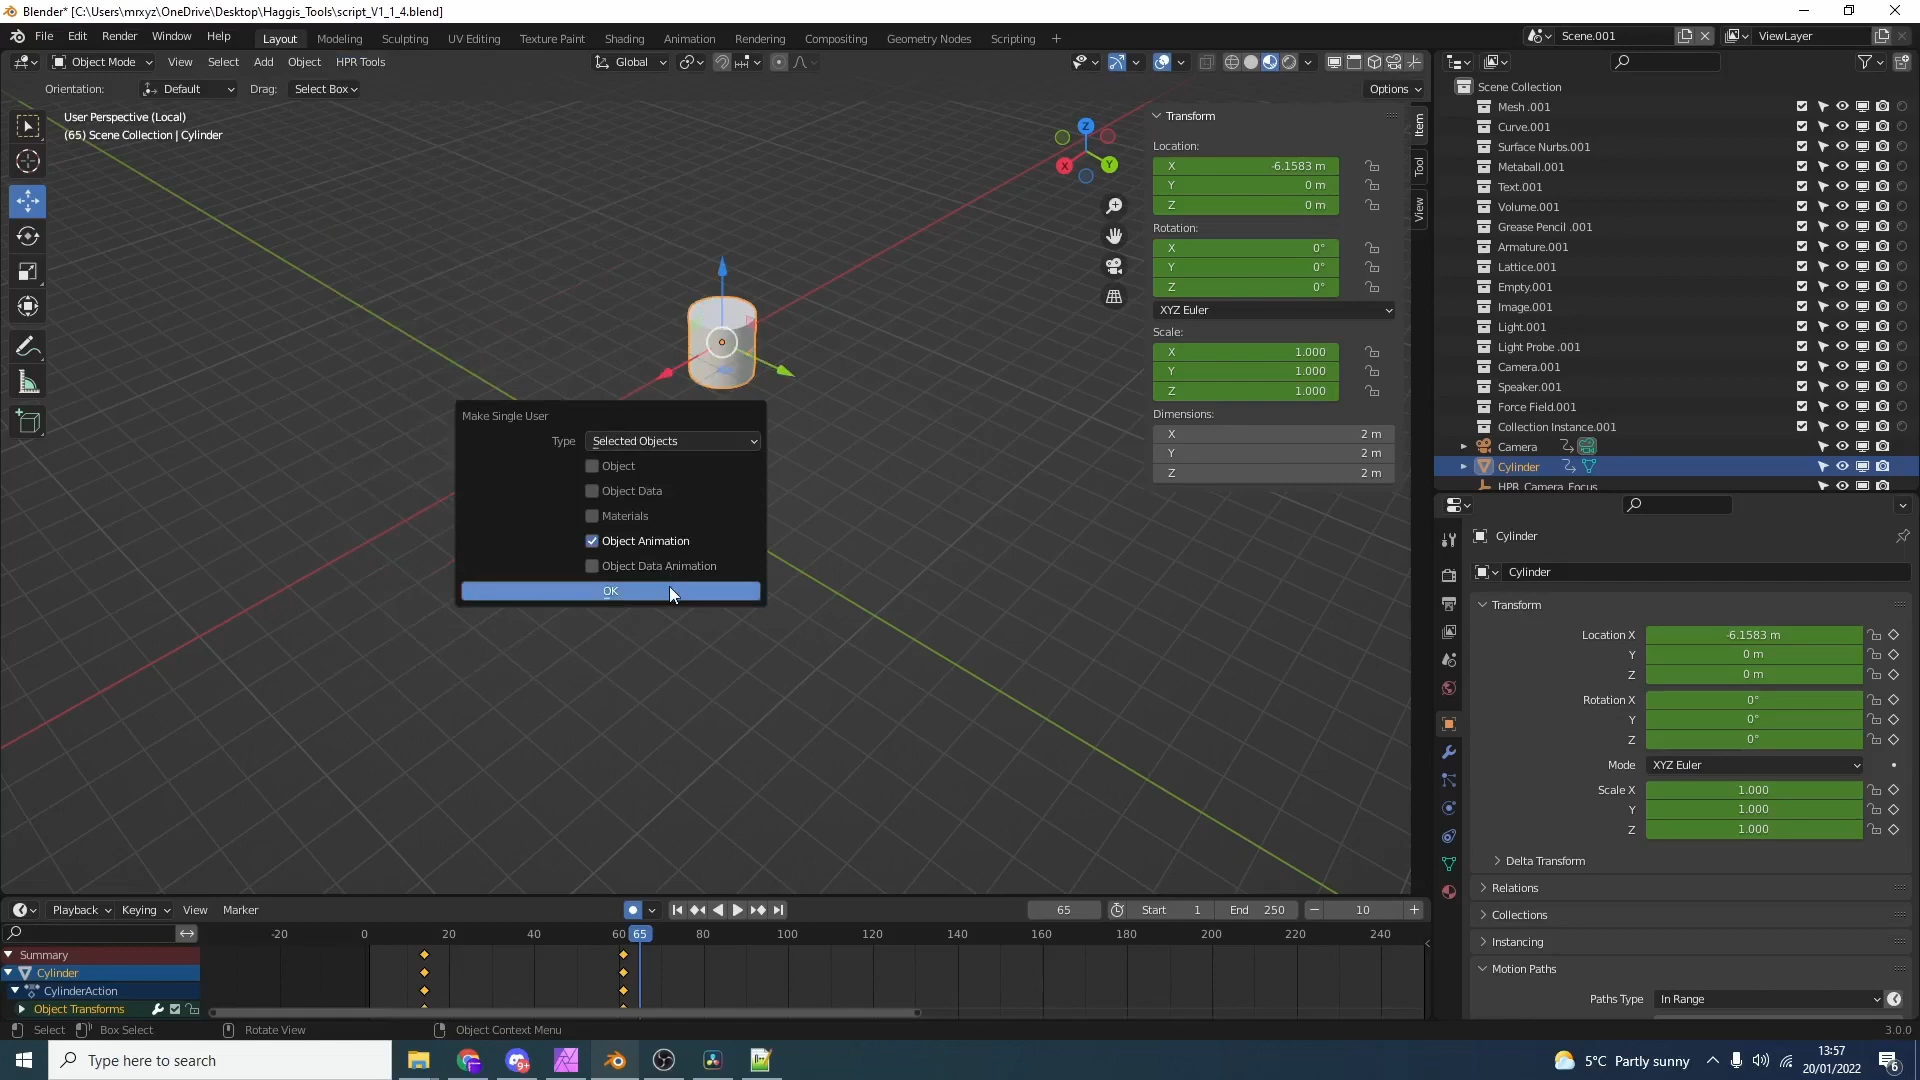 Blender* [C:\Users\mrxyz\OneDrive\Desktop\Haggis_Tools\script_V1_1_4.blend]
File Edit Render Window Help Layout Modeling Sculpting UV Editing Texture Paint Shading Animation Rendering Compositing Geometry Nodes Scripting + Scene.001 ViewLayer
Object Mode View Select Add Object HPR Tools Global
Orientation: Default Drag: Select Box Options
User Perspective (Local)
(65) Scene Collection | Cylinder
Z
X
Y
Transform
Location:
X -6.1583 m
Y 0 m
Z 0 m
Rotation:
X 0°
Y 0°
Z 0°
XYZ Euler
Scale:
X 1.000
Y 1.000
Z 1.000
Dimensions:
X 2 m
Y 2 m
Z 2 m
Item
Tool
View
Make Single User
Type Selected Objects
Object
Object Data
Materials
Object Animation
Object Data Animation
OK
Scene Collection
Mesh .001
Curve.001
Surface Nurbs.001
Metaball.001
Text.001
Volume.001
Grease Pencil .001
Armature.001
Lattice.001
Empty.001
Image.001
Light.001
Light Probe .001
Camera.001
Speaker.001
Force Field.001
Collection Instance.001
Camera
Cylinder
HPR_Camera_Focus
Cylinder
Cylinder
Transform
Location X -6.1583 m
Y 0 m
Z 0 m
Rotation X 0°
Y 0°
Z 0°
Mode XYZ Euler
Scale X 1.000
Y 1.000
Z 1.000
Delta Transform
Relations
Collections
Instancing
Motion Paths
Paths Type In Range
Playback Keying View Marker 65 Start 1 End 250 10
-20 0 20 40 60 65 80 100 120 140 160 180 200 220 240
Summary
Cylinder
CylinderAction
Object Transforms
Select Box Select Rotate View Object Context Menu 3.0.0
Type here to search 9+ 5°C Partly sunny 13:57
20/01/2022 6